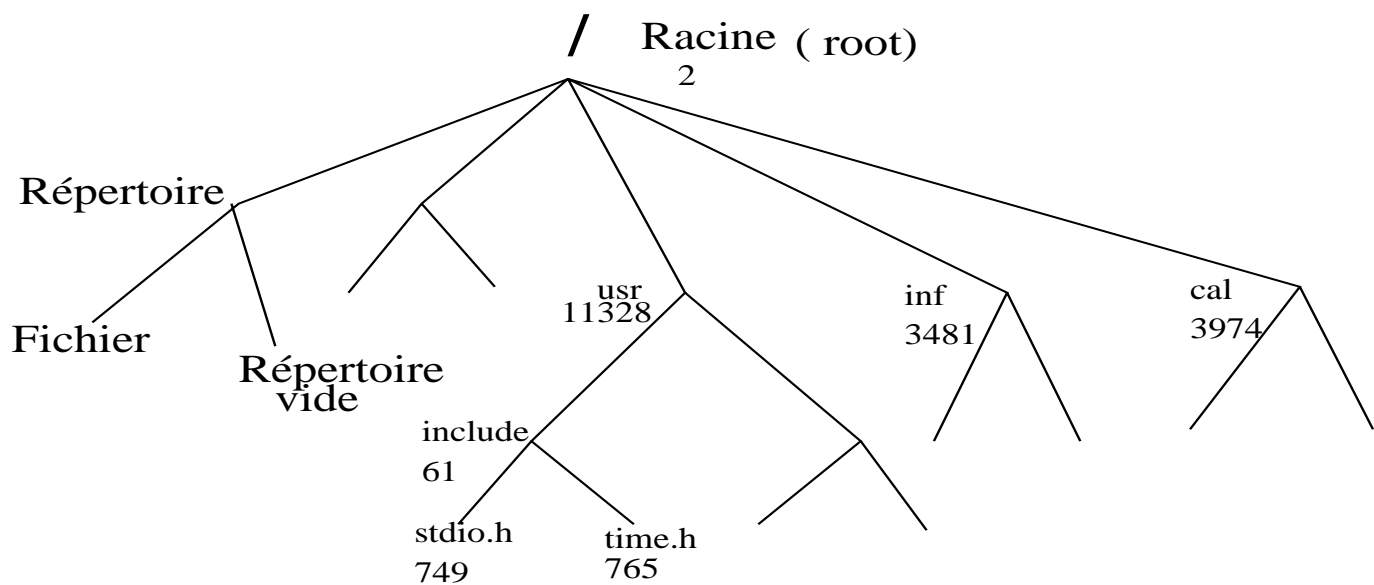 / Racine ( root)
2
Répertoire
Fichier
Répertoire
vide
usr
11328
inf
3481
cal
3974
include
61
stdio.h
749
time.h
765